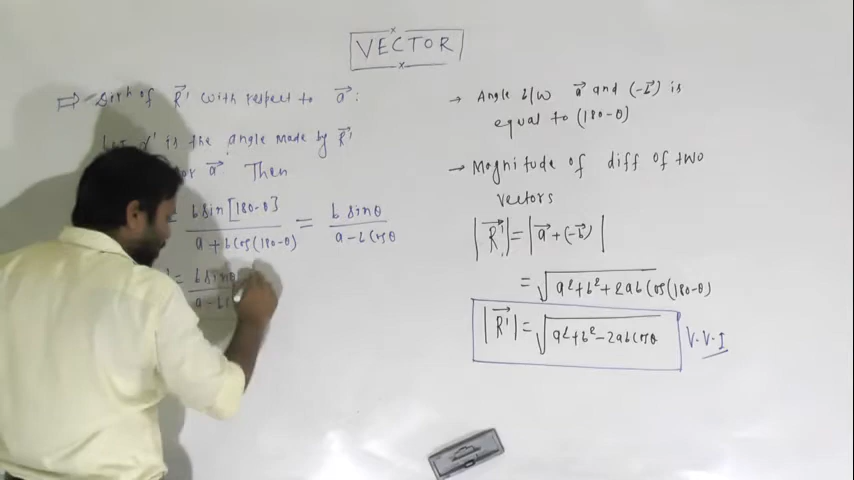 VECTOR
⇒ Dirn of R⃗' with respect to a⃗:
Let α' is the angle made by R⃗'
or a⃗. Then
= b sin[180-θ] / a + b cos(180-θ) = b sinθ / a - b cosθ
= b sinθ / a - b
→ Angle b/w a⃗ and (-b⃗) is
equal to (180-θ)
→ Magnitude of diff of two
vectors
|R⃗'| = |a⃗ + (-b⃗)|
= √a²+b²+2ab cos(180-θ)
|R⃗'| = √a²+b²-2ab cosθ
V.V.I